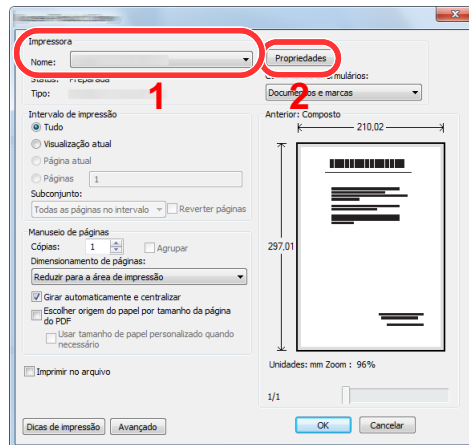 Impressora
Nome:
Propriedades
Status: Preparada
Tipo:
1
2
Documentos e marcas
Intervalo de impressão
Tudo
Visualização atual
Página atual
Páginas 1
Subconjunto:
Todas as páginas no intervalo Reverter páginas
Manuseio de páginas
Cópias: 1 Agrupar
Dimensionamento de páginas:
Reduzir para a área de impressão
Girar automaticamente e centralizar
Escolher origem do papel por tamanho da página
do PDF
Usar tamanho de papel personalizado quando
necessário
Imprimir no arquivo
Anterior: Composto
210,02
297,01
Unidades: mm Zoom : 96%
1/1
Dicas de impressão Avançado
OK Cancelar